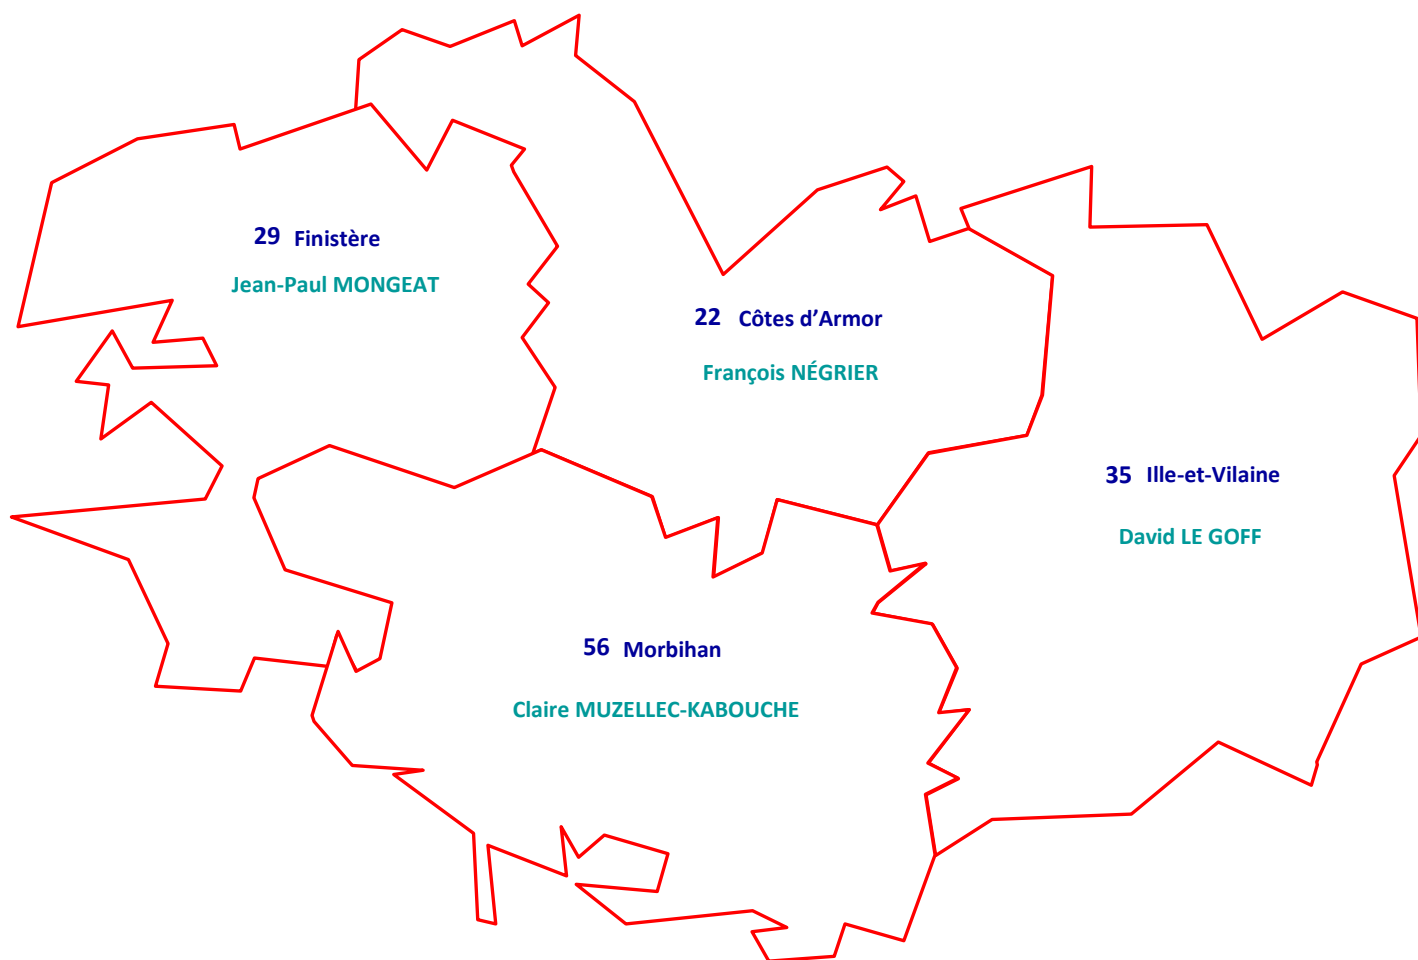 29 Finistère
Jean-Paul MONGEAT
22 Côtes d’Armor
François NÉGRIER
35 Ille-et-Vilaine
David LE GOFF
56 Morbihan
Claire MUZELLEC-KABOUCHE